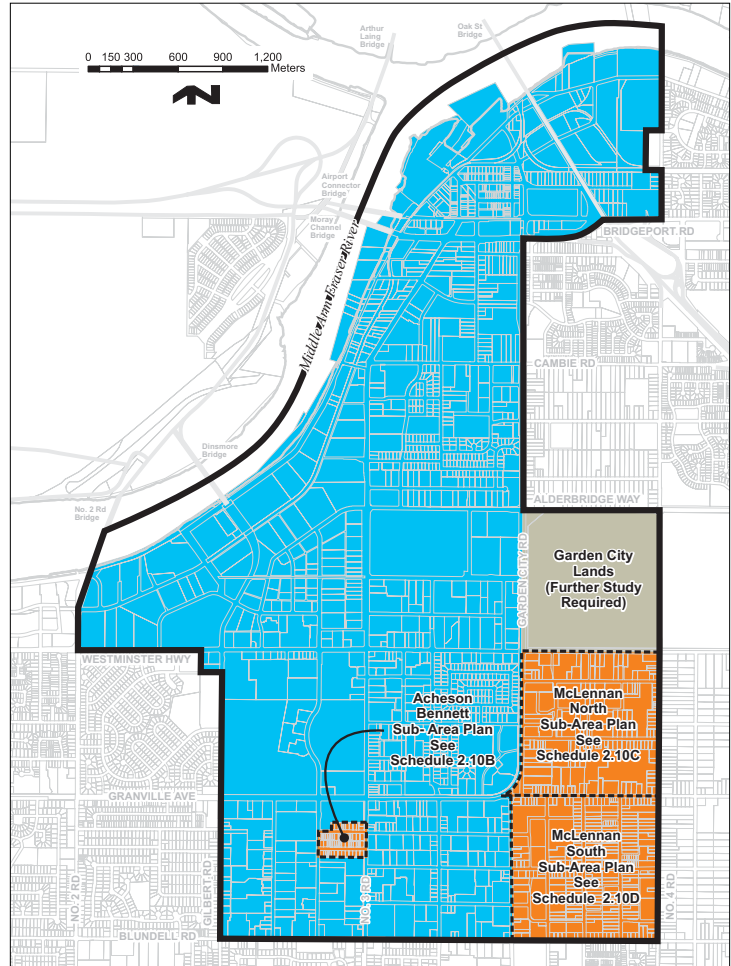 Arthur
Laing
Bridge
Oak St
Bridge
0 150 300 600 900 1,200
Meters
N
Airport
Connector
Bridge
Moray
Channel
Bridge
BRIDGEPORT RD
Middle Arm Fraser River
CAMBIE RD
Dinsmore
Bridge
No. 2 Rd
Bridge
ALDERBRIDGE WAY
GARDEN CITY RD
Garden City
Lands
(Further Study
Required)
WESTMINSTER HWY
Acheson
Bennett
Sub- Area Plan
See
Schedule 2.10B
McLennan
North
Sub-Area Plan
See
Schedule 2.10C
GRANVILLE AVE
McLennan
South
Sub-Area Plan
See
Schedule 2.10D
NO. 2 RD
GILBERT RD
NO. 3 RD
NO. 4 RD
BLUNDELL RD